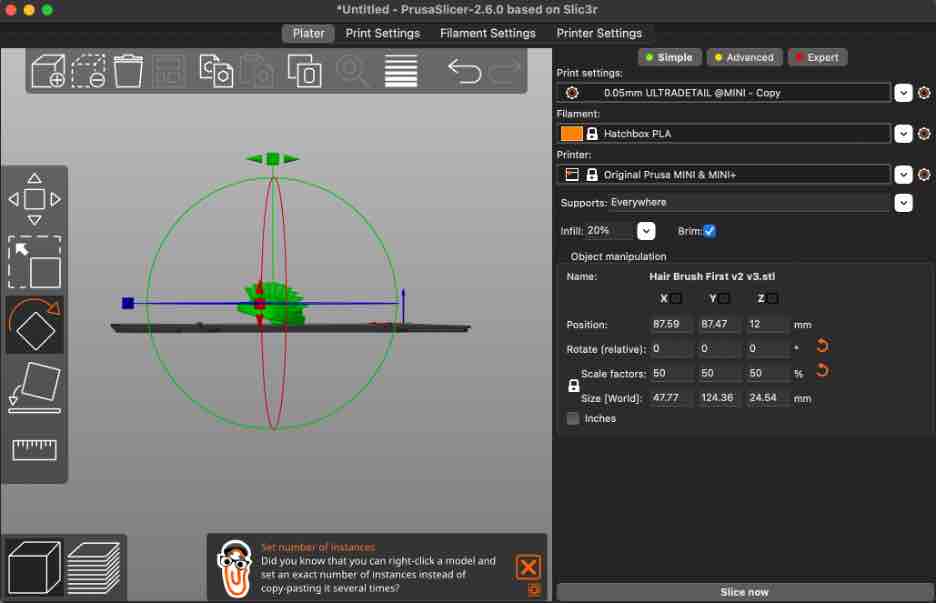 *Untitled - PrusaSlicer-2.6.0 based on Slic3r
Plater Print Settings Filament Settings Printer Settings
Simple Advanced Expert
Print settings:
0.05mm ULTRADETAIL @MINI - Copy
Filament:
Hatchbox PLA
Printer:
Original Prusa MINI & MINI+
Supports: Everywhere
Infill: 20% Brim:
Object manipulation
Name: Hair Brush First v2 v3.stl
X Y Z
Position: 87.59 87.47 12 mm
Rotate (relative): 0 0 0 °
Scale factors: 50 50 50 %
Size [World]: 47.77 124.36 24.54 mm
Inches
Set number of instances
Did you know that you can right-click a model and
set an exact number of instances instead of
copy-pasting it several times?
Slice now